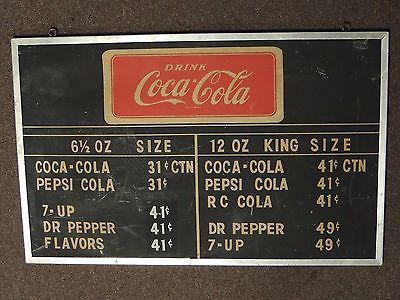 DRINK
Coca-Cola
6½ OZ SIZE
COCA-COLA 31¢ CTN
PEPSI COLA 31¢
7-UP 41¢
DR PEPPER 41¢
FLAVORS 41¢
12 OZ KING SIZE
COCA-COLA 41¢ CTN
PEPSI COLA 41¢
RC COLA 41¢
DR PEPPER 49¢
7-UP 49¢